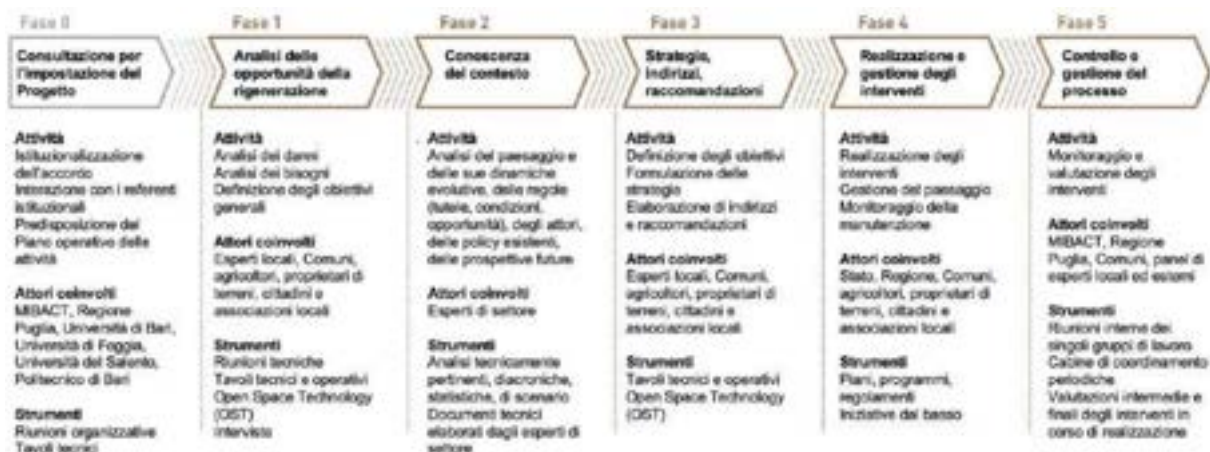 Fase 0
Consultazione per
l'impostazione del
Progetto
Attività
Istituzionalizzazione
dell'accordo
Interazione con i referenti
istituzionali
Predisposizione del
Piano operativo delle
attività
Attori coinvolti
MIBACT, Regione
Puglia, Università di Bari,
Università di Foggia,
Università del Salento,
Politecnico di Bari
Strumenti
Riunioni organizzative
Tavoli tecnici
Fase 1
Analisi delle
opportunità della
rigenerazione
Attività
Analisi dei danni
Analisi dei bisogni
Definizione degli obiettivi
generali
Attori coinvolti
Esperti locali, Comuni,
agricoltori, proprietari di
terreni, cittadini e
associazioni locali
Strumenti
Riunioni tecniche
Tavoli tecnici e operativi
Open Space Technology
(OST)
Interviste
Fase 2
Conoscenza
del contesto
Attività
Analisi del paesaggio e
delle sue dinamiche
evolutive, delle regole
(tutele, condizioni,
opportunità), degli attori,
delle policy esistenti,
delle prospettive future
Attori coinvolti
Esperti di settore
Strumenti
Analisi tecnicamente
pertinenti, diacroniche,
statistiche, di scenario
Documenti tecnici
elaborati dagli esperti di
settore
Fase 3
Strategie,
indirizzi,
raccomandazioni
Attività
Definizione degli obiettivi
Formulazione delle
strategie
Elaborazione di indirizzi
e raccomandazioni
Attori coinvolti
Esperti locali, Comuni,
agricoltori, proprietari di
terreni, cittadini e
associazioni locali
Strumenti
Tavoli tecnici e operativi
Open Space Technology
(OST)
Fase 4
Realizzazione e
gestione degli
interventi
Attività
Realizzazione degli
interventi
Gestione del paesaggio
Monitoraggio della
manutenzione
Attori coinvolti
Stato, Regione, Comuni,
agricoltori, proprietari di
terreni, cittadini e
associazioni locali
Strumenti
Piani, programmi,
regolamenti
Iniziative dal basso
Fase 5
Controllo e
gestione del
processo
Attività
Monitoraggio e
valutazione degli
interventi
Attori coinvolti
MIBACT, Regione
Puglia, Comuni, panel di
esperti locali ed esterni
Strumenti
Riunioni interne dei
singoli gruppi di lavoro
Cabine di coordinamento
periodiche
Valutazioni intermedie e
finali degli interventi in
corso di realizzazione